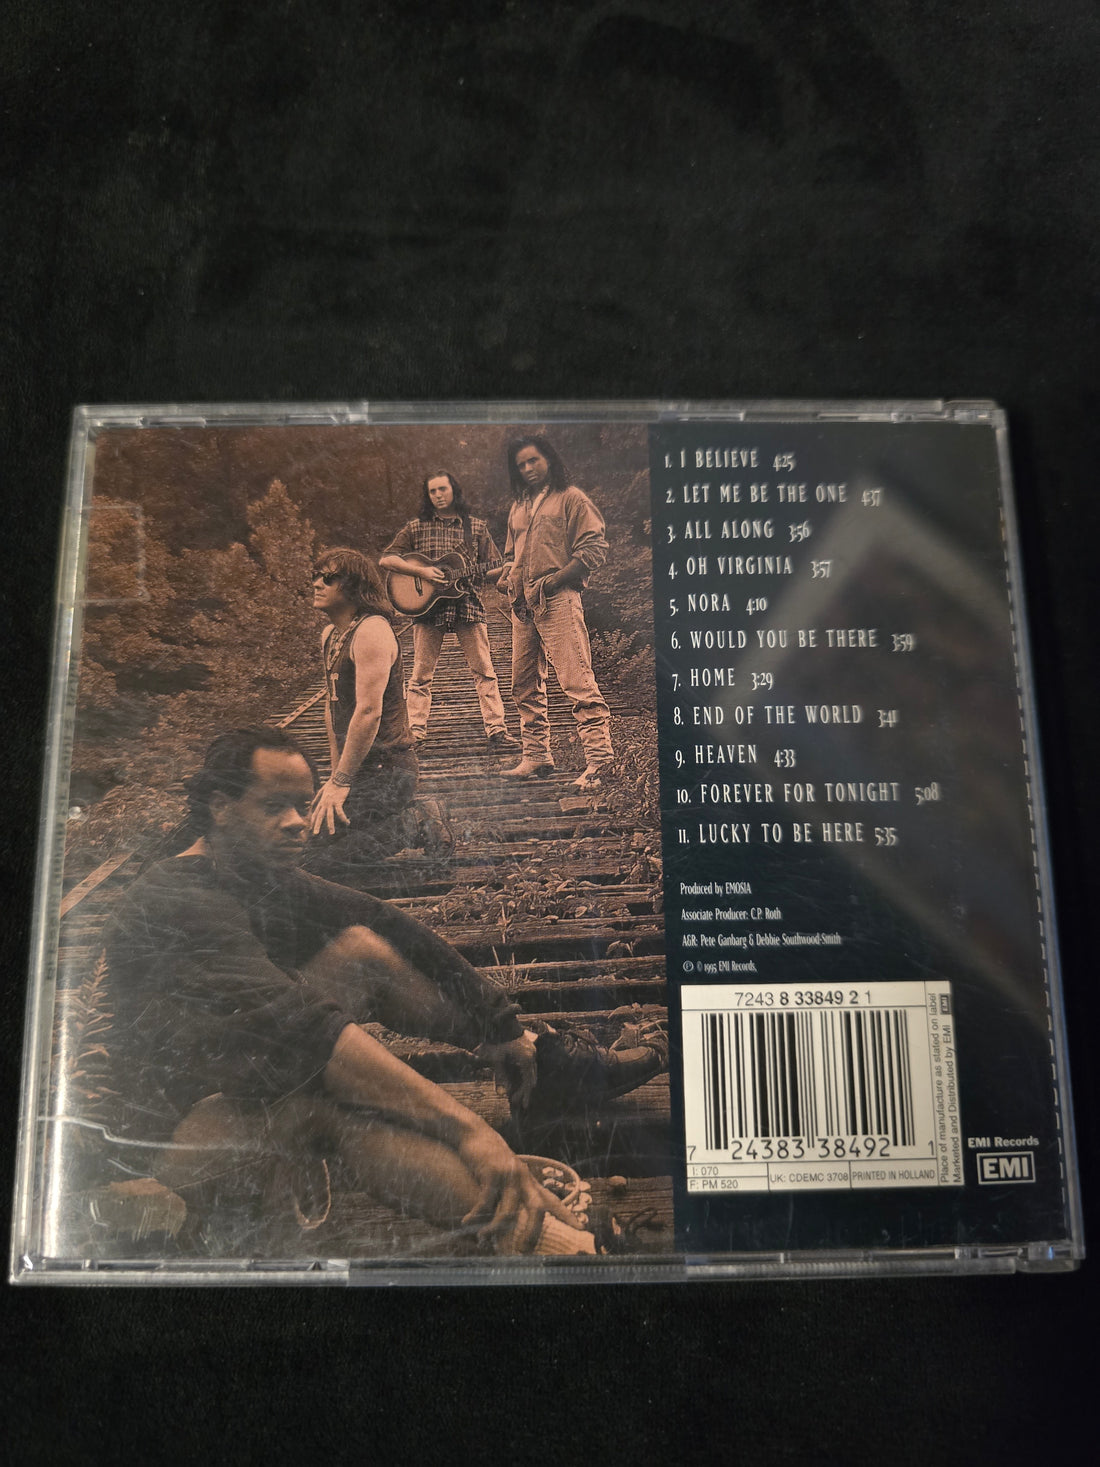 1. I BELIEVE 4:25
2. LET ME BE THE ONE 4:37
3. ALL ALONG 3:56
4. OH VIRGINIA 3:57
5. NORA 4:10
6. WOULD YOU BE THERE 3:59
7. HOME 3:29
8. END OF THE WORLD 3:41
9. HEAVEN 4:33
10. FOREVER FOR TONIGHT 5:08
11. LUCKY TO BE HERE 5:35
Produced by EMOSIA
Associate Producer: C.P. Roth
A&R: Pete Ganbarg & Debbie Southwood-Smith
℗ © 1995 EMI Records,
7243 8 33849 2 1
7 24383 38492 1
I: 070
F: PM 520
UK: CDEMC 3708
PRINTED IN HOLLAND
Place of manufacture as stated on label
Marketed and Distributed by EMI
EMI
EMI Records
EMI